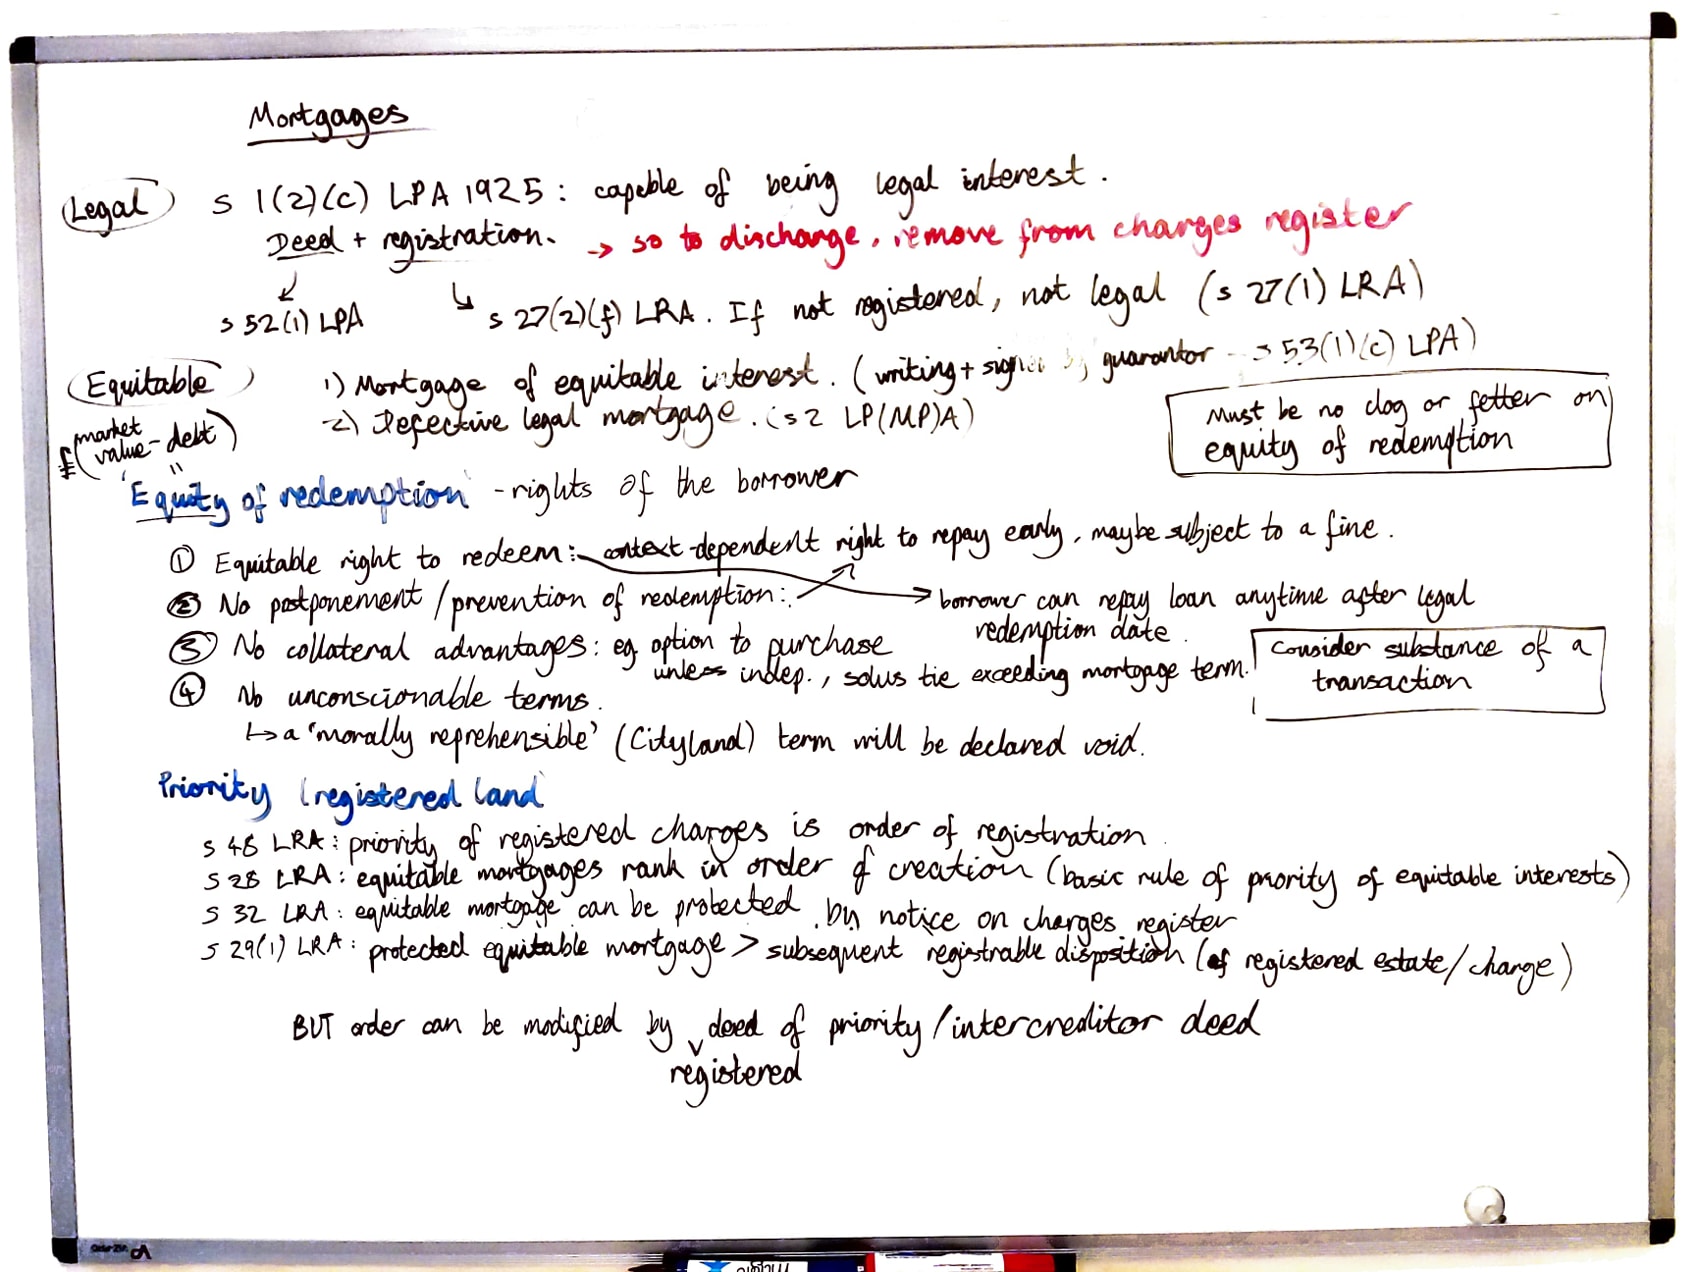 Mortgages
Legal s 1(2)(c) LPA 1925: capable of being legal interest.
Deed + registration. → so to discharge, remove from charges register
s 52(1) LPA
s 27(2)(f) LRA. If not registered, not legal (s 27(1) LRA)
Equitable 1) Mortgage of equitable interest. (writing + signed by guarantor - s 53(1)(c) LPA)
2) Defective legal mortgage. (s 2 LP(MP)A)
Must be no clog or fetter on
equity of redemption
£(market value - debt)
"
'Equity of redemption' - rights of the borrower
① Equitable right to redeem: context-dependent right to repay early, maybe subject to a fine.
② No postponement/prevention of redemption: → borrower can repay loan anytime after legal
redemption date.
③ No collateral advantages: eg option to purchase
unless indep., solus tie exceeding mortgage term.
Consider substance of a
transaction
④ No unconscionable terms.
↳ a 'morally reprehensible' (Cityland) term will be declared void.
Priority (registered land
s 48 LRA: priority of registered charges is order of registration
s 28 LRA: equitable mortgages rank in order of creation (basic rule of priority of equitable interests)
s 32 LRA: equitable mortgage can be protected by notice on charges register
s 29(1) LRA: protected equitable mortgage > subsequent registrable disposition (of registered estate/charge)
BUT order can be modified by deed of priority/intercreditor deed
registered